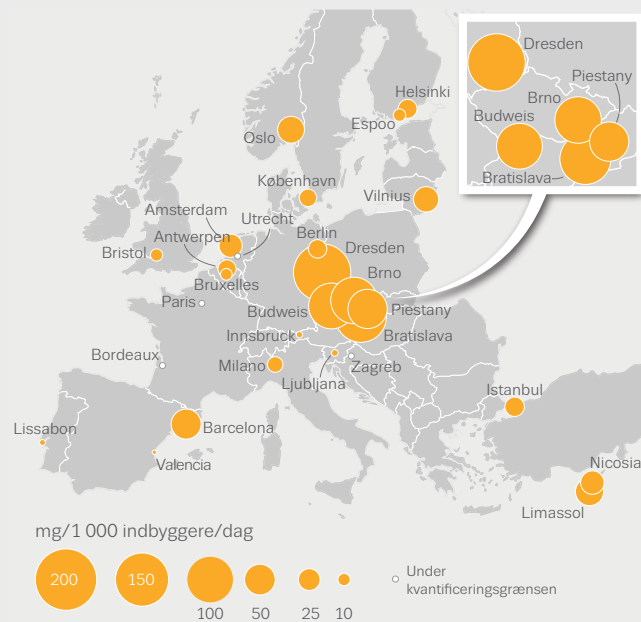 Dresden
Piestany
Brno
Budweis
Bratislava
Helsinki
Espoo
Oslo
København
Vilnius
Amsterdam
Utrecht
Antwerpen
Bristol
Berlin
Dresden
Brno
Bruxelles
Paris
Budweis
Piestany
Innsbruck
Bratislava
Bordeaux
Milano
Zagreb
Ljubljana
Istanbul
Lissabon
Barcelona
Valencia
Nicosia
Limassol
mg/1 000 indbyggere/dag
200
150
100
50
25
10
Under
kvantificeringsgrænsen